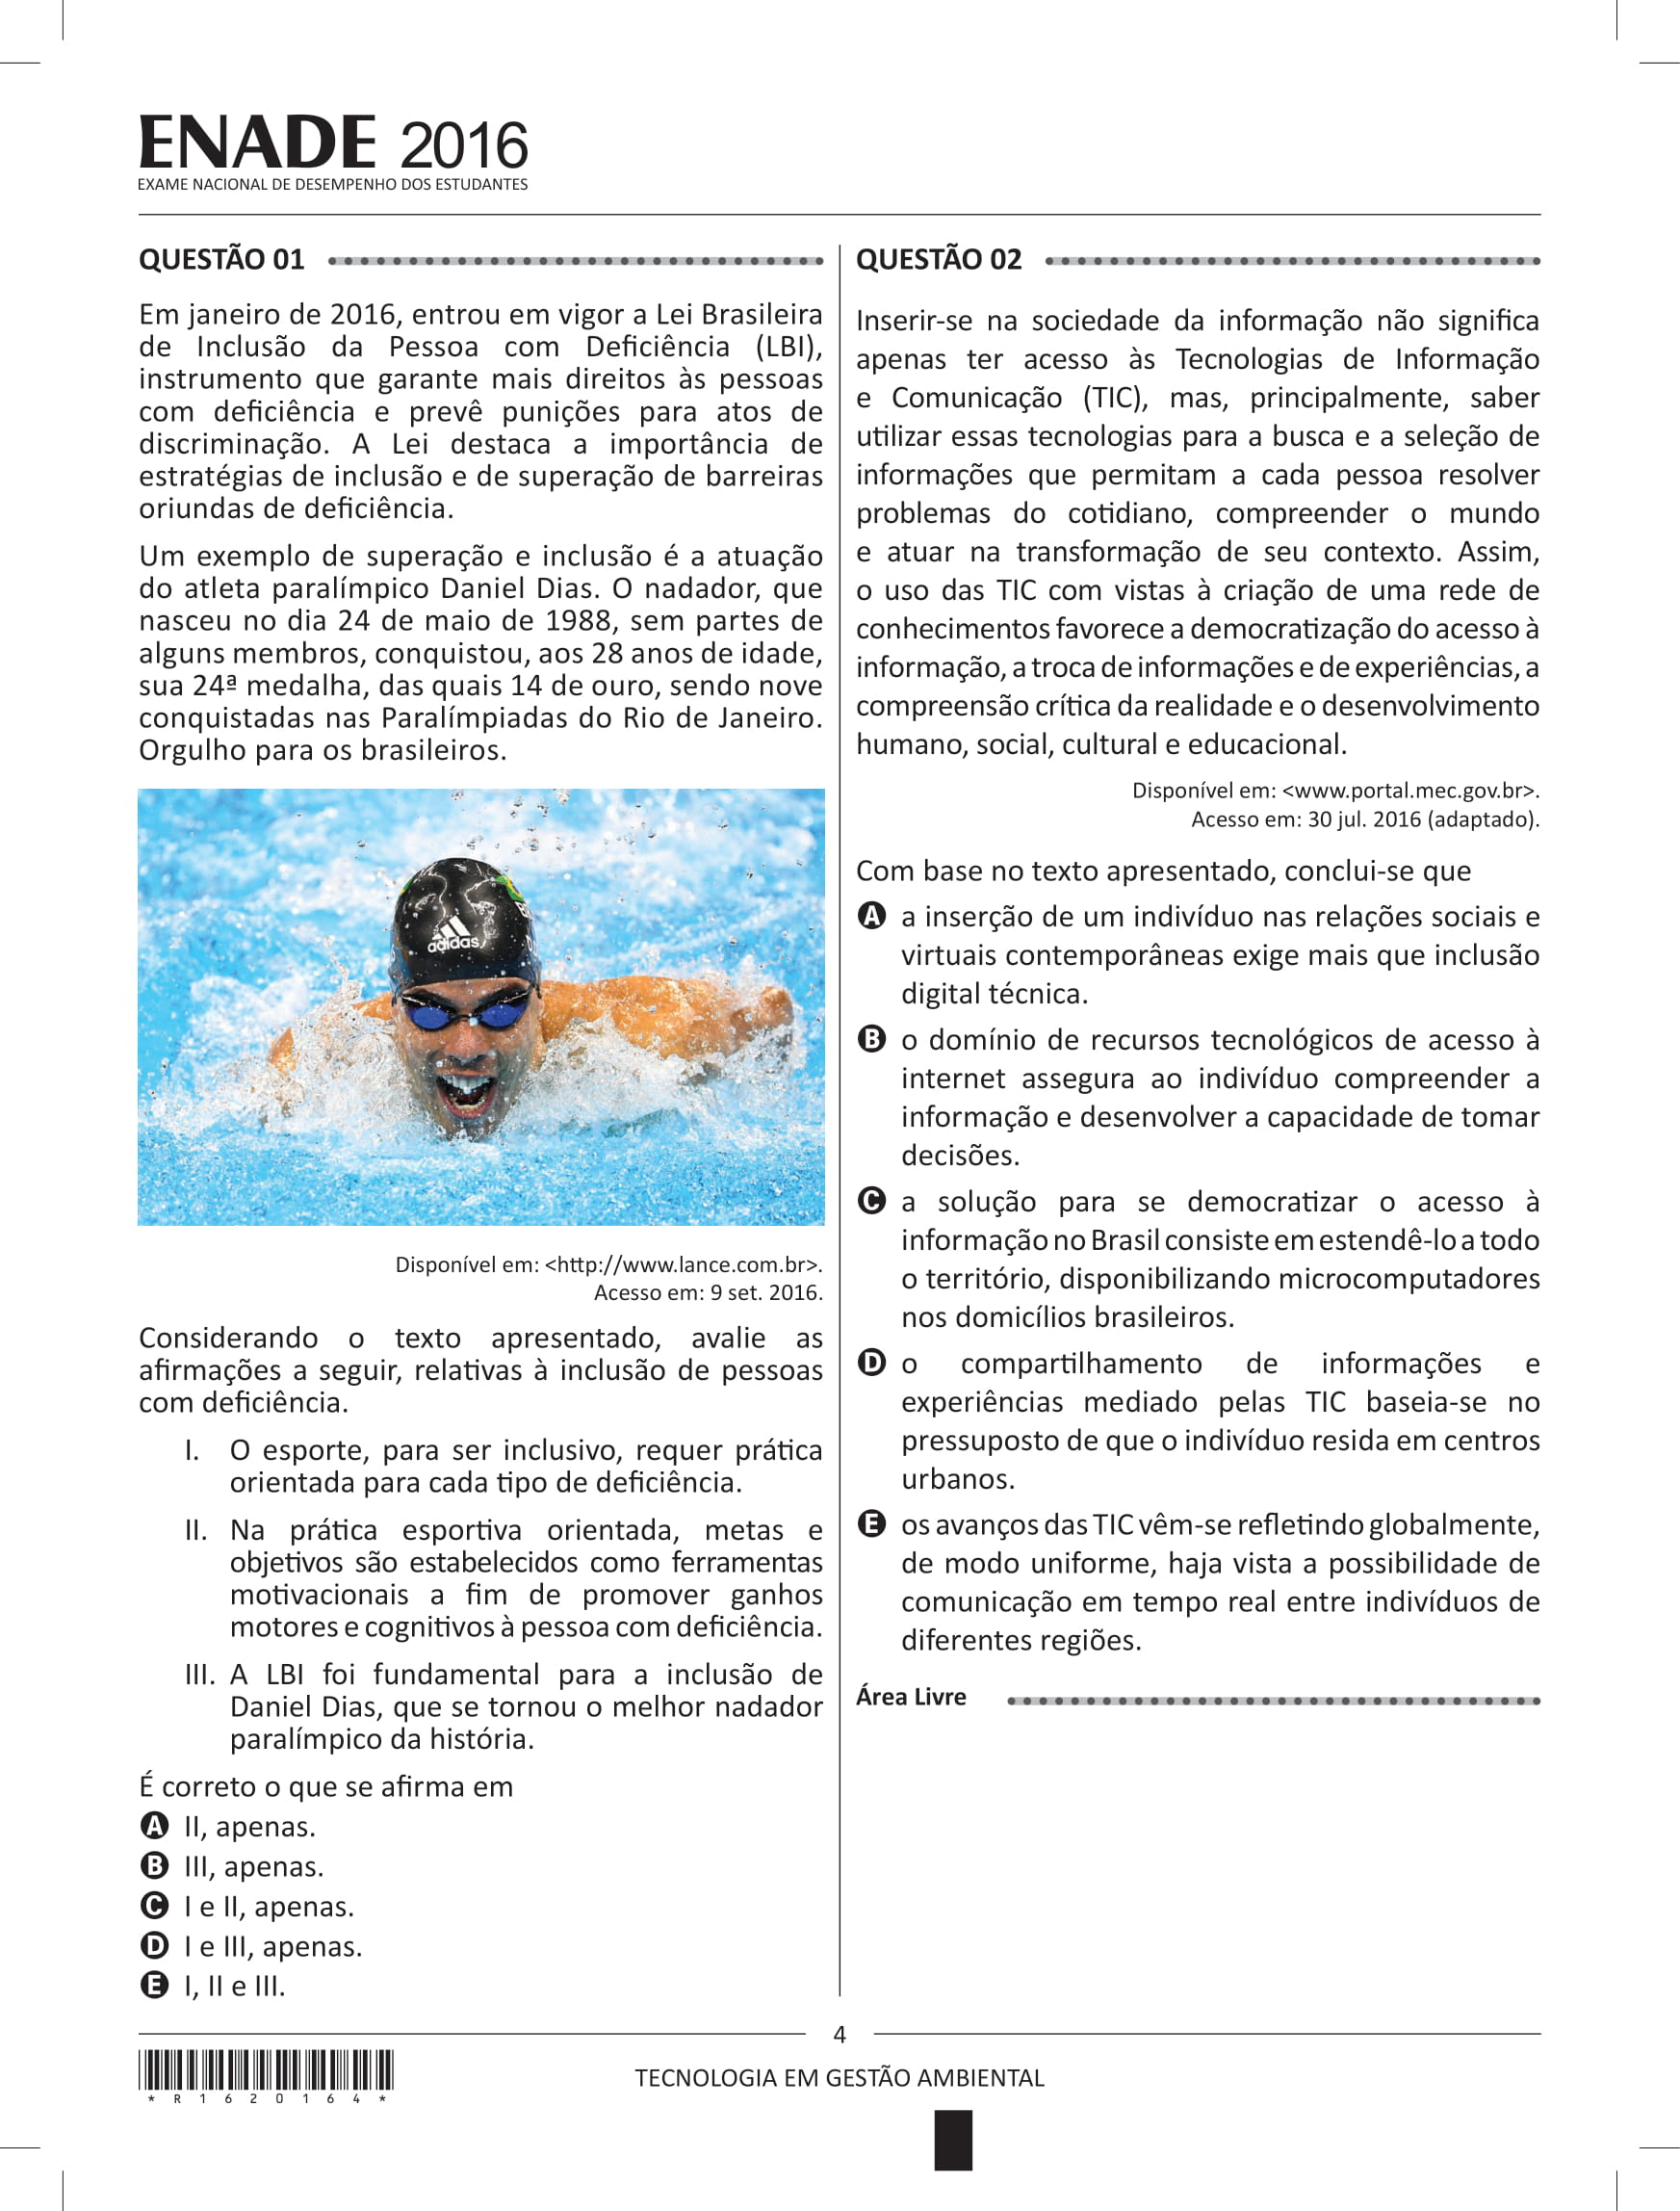 ENADE 2016
EXAME NACIONAL DE DESEMPENHO DOS ESTUDANTES
QUESTÃO 01
Em janeiro de 2016, entrou em vigor a Lei Brasileira
de Inclusão da Pessoa com Deficiência (LBI),
instrumento que garante mais direitos às pessoas
com deficiência e prevê punições para atos de
discriminação. A Lei destaca a importância de
estratégias de inclusão e de superação de barreiras
oriundas de deficiência.
Um exemplo de superação e inclusão é a atuação
do atleta paralímpico Daniel Dias. O nadador, que
nasceu no dia 24 de maio de 1988, sem partes de
alguns membros, conquistou, aos 28 anos de idade,
sua 24ª medalha, das quais 14 de ouro, sendo nove
conquistadas nas Paralímpiadas do Rio de Janeiro.
Orgulho para os brasileiros.
adidas
Disponível em: <http://www.lance.com.br>.
Acesso em: 9 set. 2016.
Considerando o texto apresentado, avalie as
afirmações a seguir, relativas à inclusão de pessoas
com deficiência.
I. O esporte, para ser inclusivo, requer prática
orientada para cada tipo de deficiência.
II. Na prática esportiva orientada, metas e
objetivos são estabelecidos como ferramentas
motivacionais a fim de promover ganhos
motores e cognitivos à pessoa com deficiência.
III. A LBI foi fundamental para a inclusão de
Daniel Dias, que se tornou o melhor nadador
paralímpico da história.
É correto o que se afirma em
A II, apenas.
B III, apenas.
C I e II, apenas.
D I e III, apenas.
E I, II e III.
QUESTÃO 02
Inserir-se na sociedade da informação não significa
apenas ter acesso às Tecnologias de Informação
e Comunicação (TIC), mas, principalmente, saber
utilizar essas tecnologias para a busca e a seleção de
informações que permitam a cada pessoa resolver
problemas do cotidiano, compreender o mundo
e atuar na transformação de seu contexto. Assim,
o uso das TIC com vistas à criação de uma rede de
conhecimentos favorece a democratização do acesso à
informação, a troca de informações e de experiências, a
compreensão crítica da realidade e o desenvolvimento
humano, social, cultural e educacional.
Disponível em: <www.portal.mec.gov.br>.
Acesso em: 30 jul. 2016 (adaptado).
Com base no texto apresentado, conclui-se que
A a inserção de um indivíduo nas relações sociais e
virtuais contemporâneas exige mais que inclusão
digital técnica.
B o domínio de recursos tecnológicos de acesso à
internet assegura ao indivíduo compreender a
informação e desenvolver a capacidade de tomar
decisões.
C a solução para se democratizar o acesso à
informação no Brasil consiste em estendê-lo a todo
o território, disponibilizando microcomputadores
nos domicílios brasileiros.
D o compartilhamento de informações e
experiências mediado pelas TIC baseia-se no
pressuposto de que o indivíduo resida em centros
urbanos.
E os avanços das TIC vêm-se refletindo globalmente,
de modo uniforme, haja vista a possibilidade de
comunicação em tempo real entre indivíduos de
diferentes regiões.
Área Livre
4
*R1620164*
TECNOLOGIA EM GESTÃO AMBIENTAL